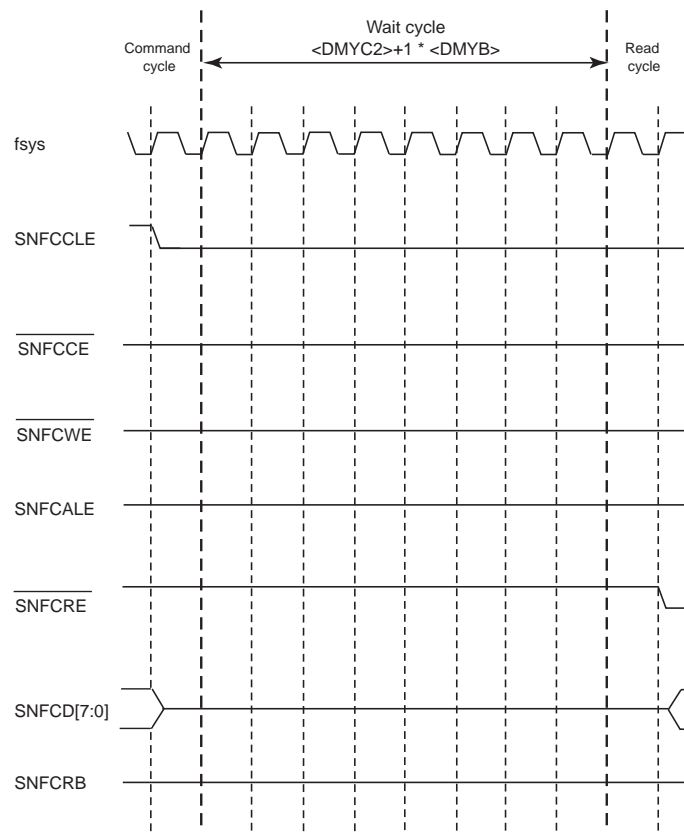 Wait cycle
<DMYC2>+1 * <DMYB>
Command
cycle
Read
cycle
fsys
SNFCCLE
SNFCCE
SNFCWE
SNFCALE
SNFCRE
SNFCD[7:0]
SNFCRB